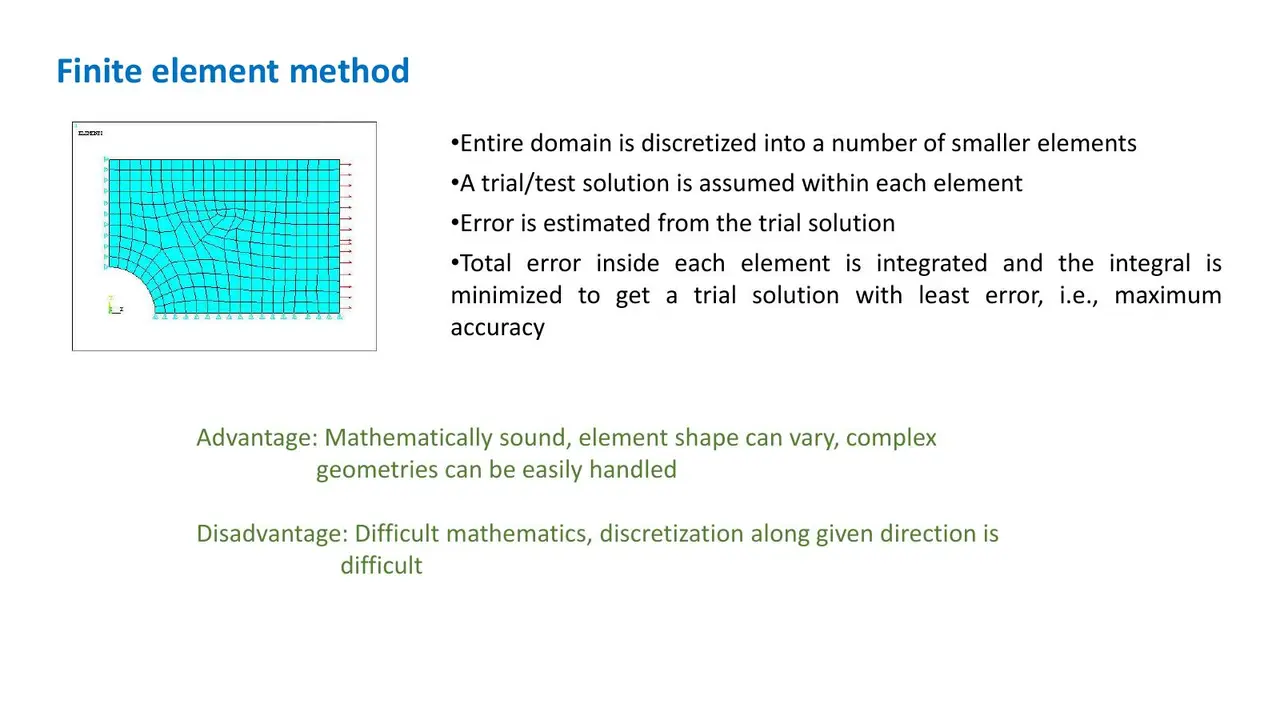 Finite element method
ELEMENTS
•Entire domain is discretized into a number of smaller elements
•A trial/test solution is assumed within each element
•Error is estimated from the trial solution
•Total error inside each element is integrated and the integral is
minimized to get a trial solution with least error, i.e., maximum
accuracy
Advantage: Mathematically sound, element shape can vary, complex
geometries can be easily handled
Disadvantage: Difficult mathematics, discretization along given direction is
difficult